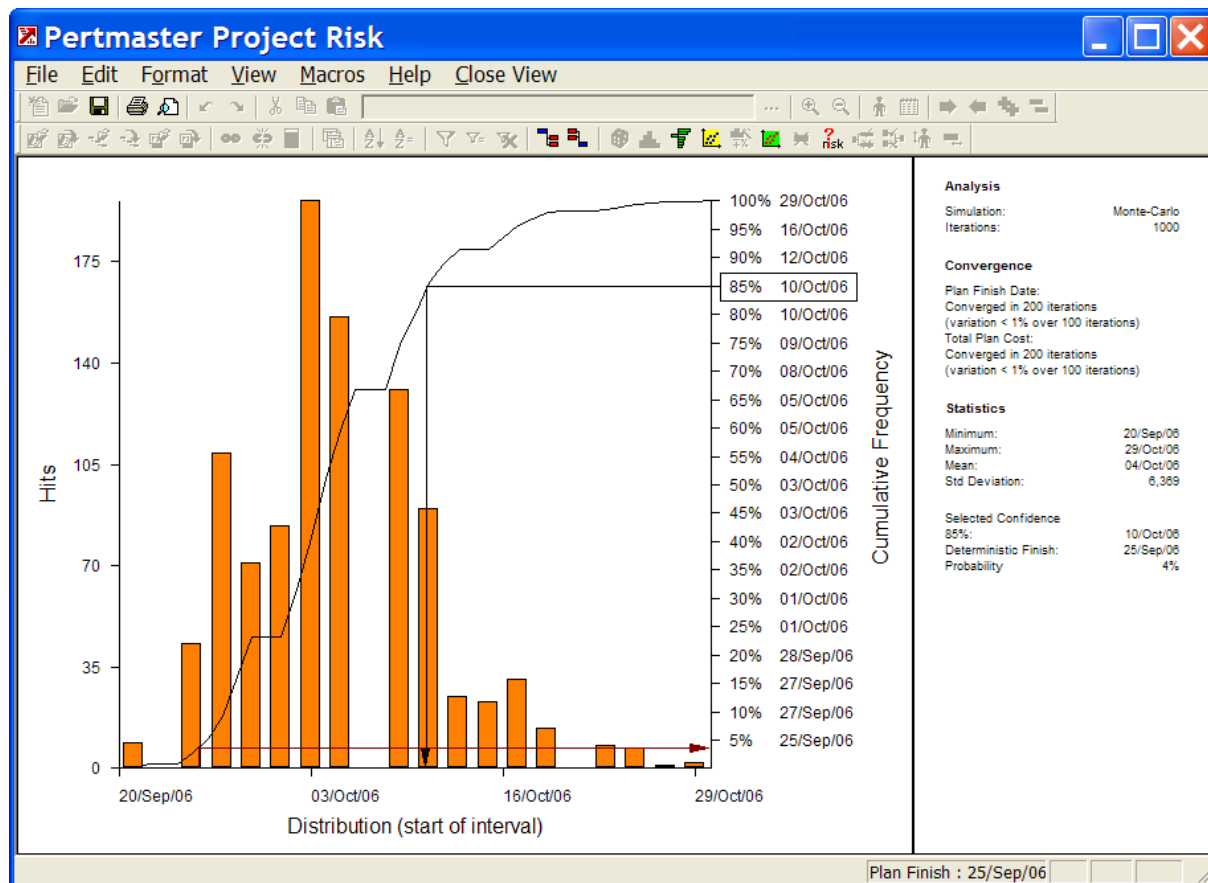 Pertmaster Project Risk
File Edit Format View Macros Help Close View
risk
175
140
105
70
35
0
Hits
20/Sep/06 03/Oct/06 16/Oct/06 29/Oct/06
Distribution (start of interval)
100% 29/Oct/06
95% 16/Oct/06
90% 12/Oct/06
85% 10/Oct/06
80% 10/Oct/06
75% 09/Oct/06
70% 08/Oct/06
65% 05/Oct/06
60% 05/Oct/06
55% 04/Oct/06
50% 03/Oct/06
45% 03/Oct/06
40% 02/Oct/06
35% 02/Oct/06
30% 01/Oct/06
25% 01/Oct/06
20% 28/Sep/06
15% 27/Sep/06
10% 27/Sep/06
5% 25/Sep/06
Cumulative Frequency
Analysis
Simulation: Monte-Carlo
Iterations: 1000
Convergence
Plan Finish Date:
Converged in 200 iterations
(variation < 1% over 100 iterations)
Total Plan Cost:
Converged in 200 iterations
(variation < 1% over 100 iterations)
Statistics
Minimum: 20/Sep/06
Maximum: 29/Oct/06
Mean: 04/Oct/06
Std Deviation: 6,369
Selected Confidence
85%: 10/Oct/06
Deterministic Finish: 25/Sep/06
Probability 4%
Plan Finish : 25/Sep/06